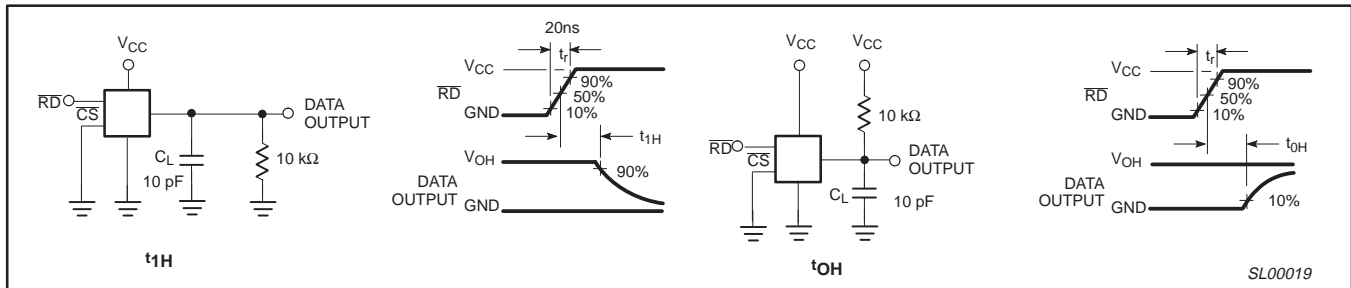 VCC
RD
CS
DATA
OUTPUT
CL
10 pF
10 kΩ
t1H
20ns
tr
VCC
90%
RD
50%
GND
10%
t1H
VOH
90%
DATA
OUTPUT
GND
VCC
VCC
10 kΩ
RD
CS
DATA
OUTPUT
CL
10 pF
tOH
tr
VCC
90%
RD
50%
GND
10%
t0H
VOH
DATA
OUTPUT
GND
10%
SL00019